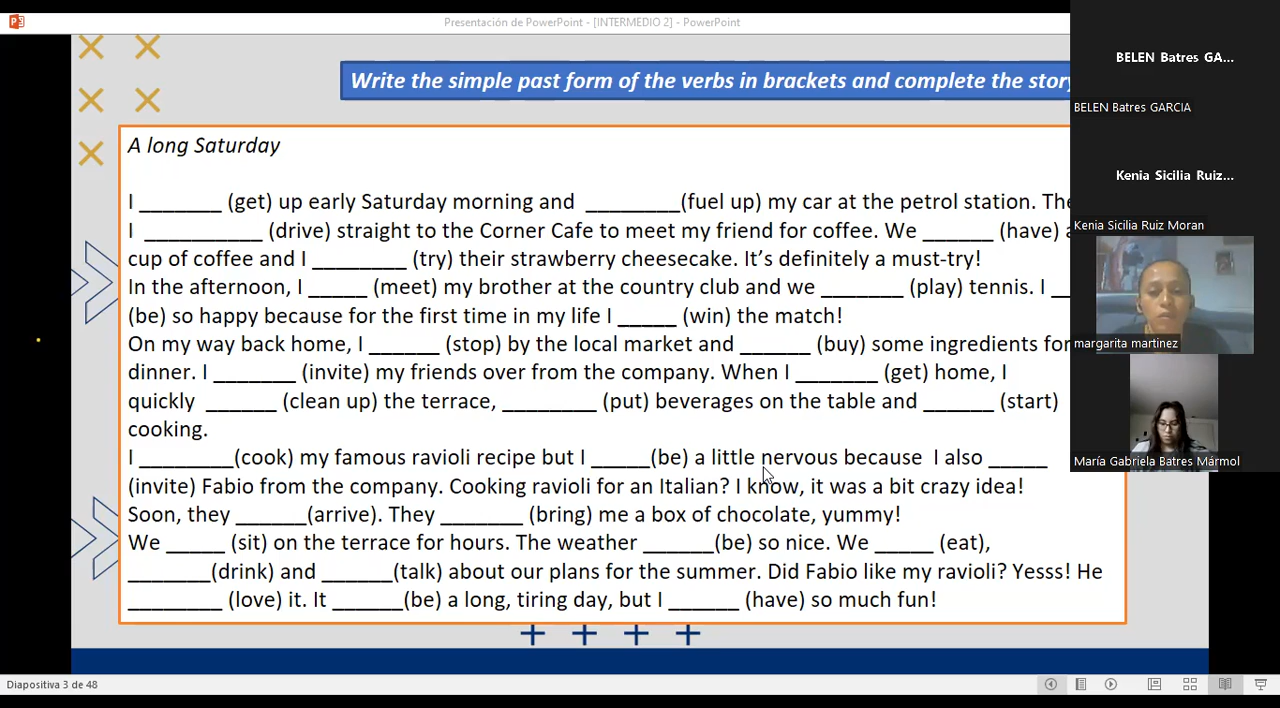 Presentación de PowerPoint - [INTERMEDIO 2] - PowerPoint
BELEN Batres GA...
BELEN Batres GARCIA
Kenia Sicilia Ruiz...
Kenia Sicilia Ruiz Moran
margarita martinez
María Gabriela Batres Mármol
Write the simple past form of the verbs in brackets and complete the story
A long Saturday
I _______ (get) up early Saturday morning and ________(fuel up) my car at the petrol station.
I __________ (drive) straight to the Corner Cafe to meet my friend for coffee. We ______ (have) a
cup of coffee and I ________ (try) their strawberry cheesecake. It’s definitely a must-try!
In the afternoon, I _____ (meet) my brother at the country club and we _______ (play) tennis. I __
(be) so happy because for the first time in my life I _____ (win) the match!
On my way back home, I ______ (stop) by the local market and ______ (buy) some ingredients for
dinner. I _______ (invite) my friends over from the company. When I _______ (get) home, I
quickly ______ (clean up) the terrace, ________ (put) beverages on the table and ______ (start)
cooking.
I ________(cook) my famous ravioli recipe but I _____(be) a little nervous because I also _____
(invite) Fabio from the company. Cooking ravioli for an Italian? I know, it was a bit crazy idea!
Soon, they ______(arrive). They _______ (bring) me a box of chocolate, yummy!
We _____ (sit) on the terrace for hours. The weather ______(be) so nice. We _____ (eat),
_______(drink) and ______(talk) about our plans for the summer. Did Fabio like my ravioli? Yesss! He
________ (love) it. It ______(be) a long, tiring day, but I ______ (have) so much fun!
Diapositiva 3 de 48